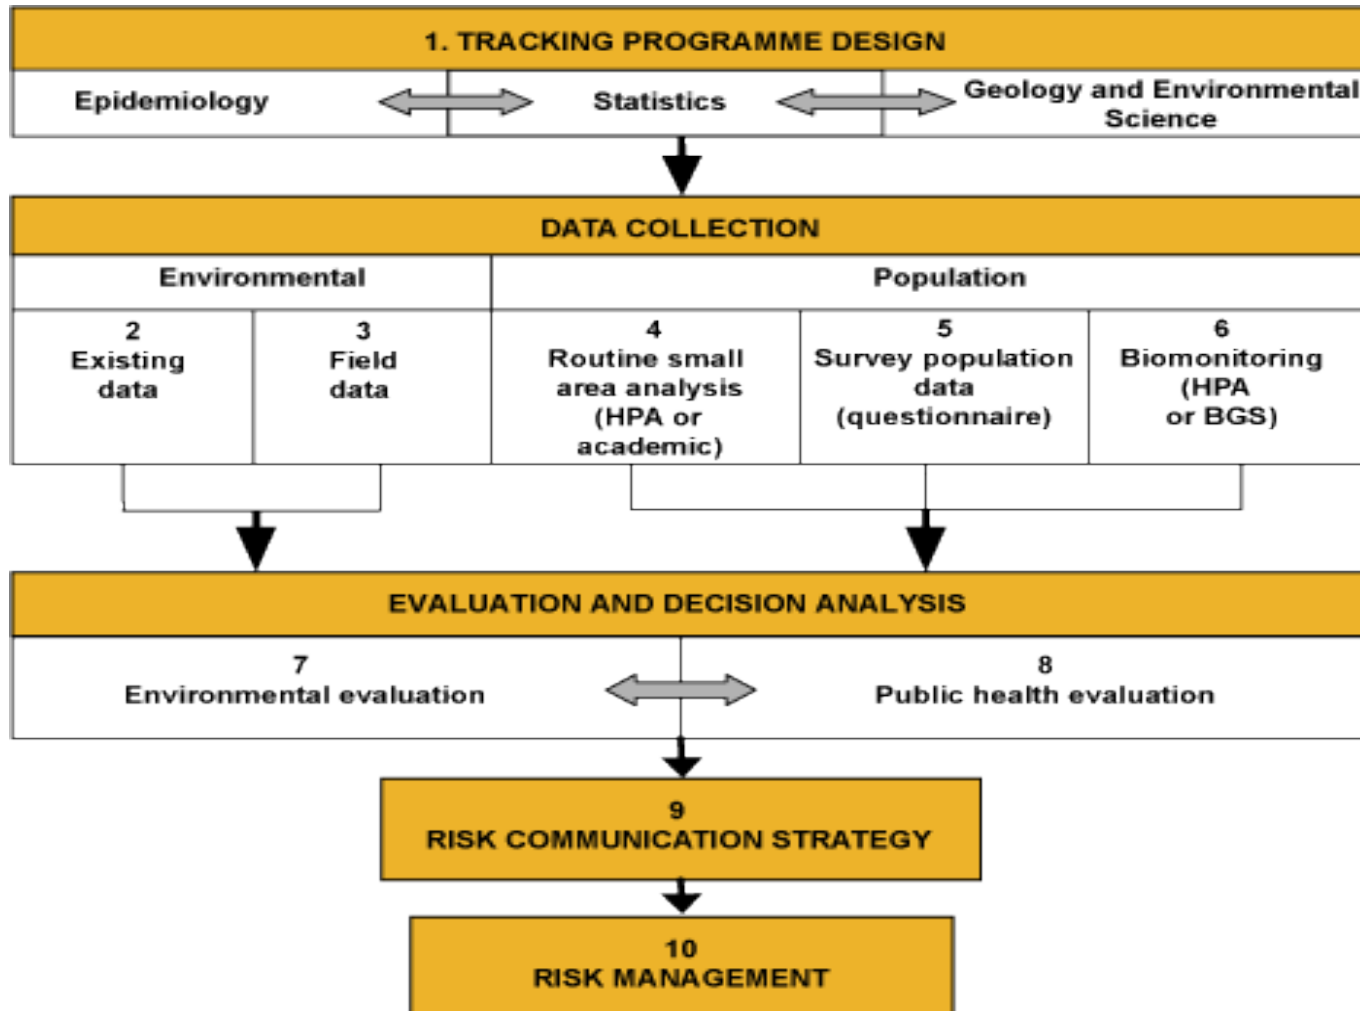 1. TRACKING PROGRAMME DESIGN
Epidemiology
Statistics
Geology and Environmental
Science
DATA COLLECTION
Environmental
Population
2
Existing
data
3
Field
data
4
Routine small
area analysis
(HPA or
academic)
5
Survey population
data
(questionnaire)
6
Biomonitoring
(HPA
or BGS)
EVALUATION AND DECISION ANALYSIS
7
Environmental evaluation
8
Public health evaluation
9
RISK COMMUNICATION STRATEGY
10
RISK MANAGEMENT